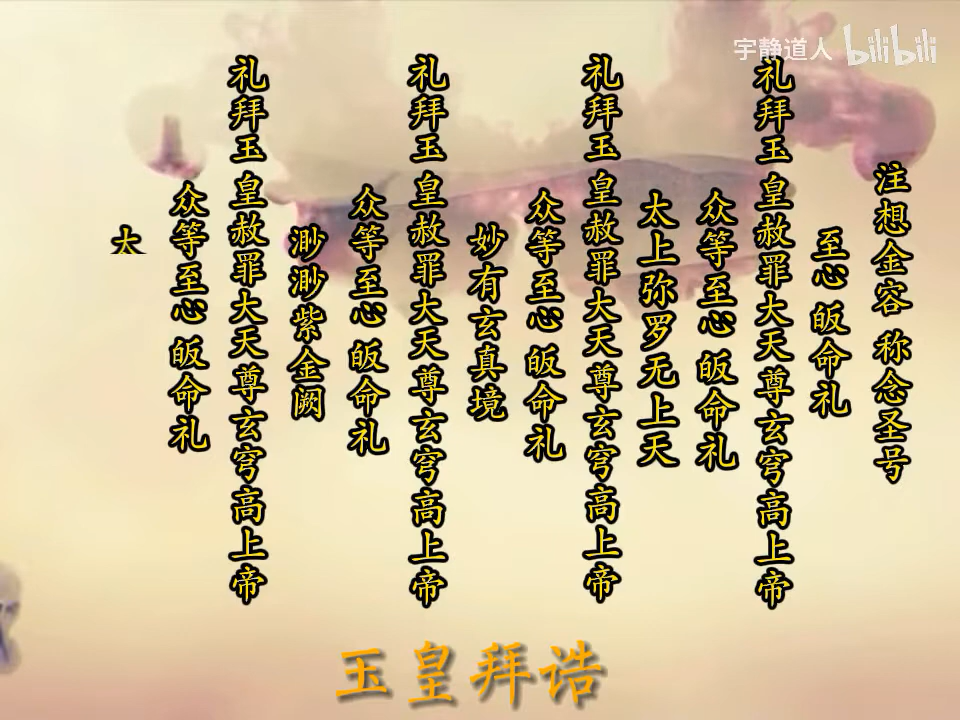 宇静道人 bilibili
注想金容 称念圣号
至心 皈命礼
礼拜玉 皇赦罪大天尊玄穹高上帝
众等至心 皈命礼
太上弥罗无上天
礼拜玉 皇赦罪大天尊玄穹高上帝
众等至心 皈命礼
妙有玄真境
礼拜玉 皇赦罪大天尊玄穹高上帝
众等至心 皈命礼
渺渺紫金阙
礼拜玉 皇赦罪大天尊玄穹高上帝
众等至心 皈命礼
玉皇拜诰